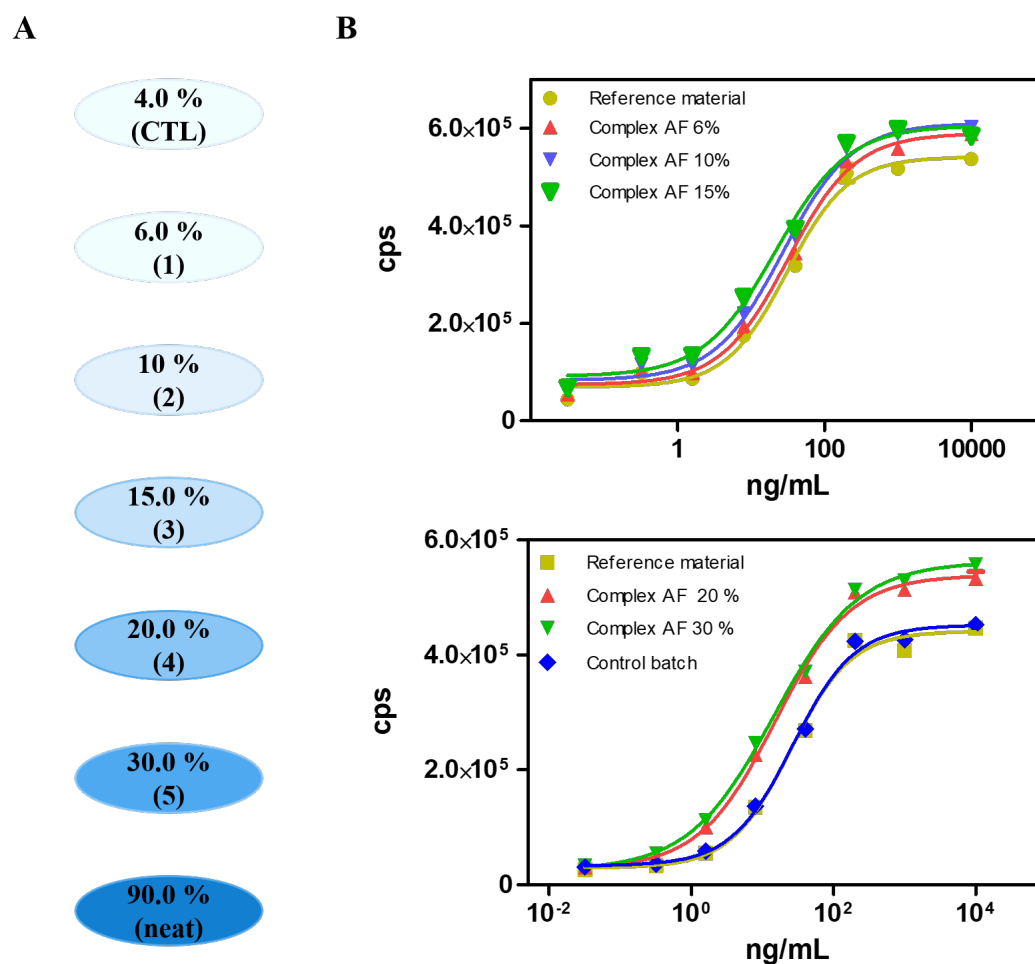 A
B
4.0 %
(CTL)
6.0 %
(1)
10 %
(2)
15.0 %
(3)
20.0 %
(4)
30.0 %
(5)
90.0 %
(neat)
Reference material
Complex AF 6%
Complex AF 10%
Complex AF 15%
6.0×10⁵
4.0×10⁵
2.0×10⁵
0
cps
1
100
10000
ng/mL
Reference material
Complex AF 20 %
Complex AF 30 %
Control batch
6.0×10⁵
4.0×10⁵
2.0×10⁵
0
cps
10⁻²
10⁰
10²
10⁴
ng/mL